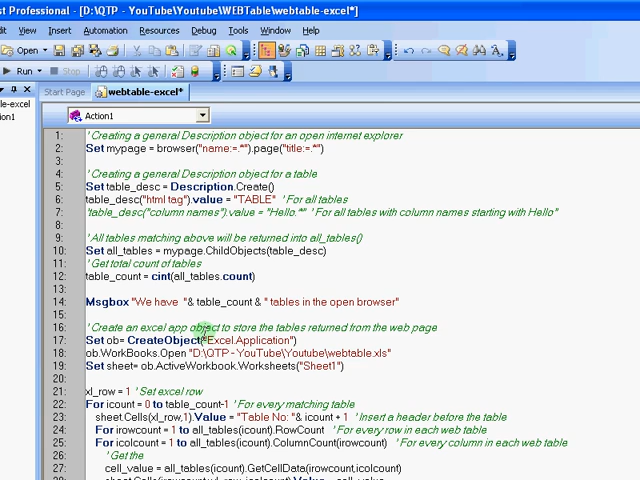 st Professional - [D:\QTP - YouTube\Youtube\WEBTable\webtable-excel*]
Edit View Insert Automation Resources Debug Tools Window Help
Open
Run Stop
le-excel Start Page webtable-excel*
ion1 Action1
1: ' Creating a general Description object for an open internet explorer
2: Set mypage = browser("name:=.*").page("title:=.*")
3:
4: ' Creating a general Description object for a table
5: Set table_desc = Description.Create()
6: table_desc("html tag").value = "TABLE" ' For all tables
7: 'table_desc("column names").value = "Hello.*" ' For all tables with column names starting with Hello"
8:
9: ' All tables matching above will be returned into all_tables()
10: Set all_tables = mypage.ChildObjects(table_desc)
11: ' Get total count of tables
12: table_count = cint(all_tables.count)
13:
14: Msgbox "We have "& table_count & " tables in the open browser"
15:
16: ' Create an excel app object to store the tables returned from the web page
17: Set ob= CreateObject("Excel.Application")
18: ob.WorkBooks.Open "D:\QTP - YouTube\Youtube\webtable.xls"
19: Set sheet= ob.ActiveWorkbook.Worksheets("Sheet1")
20:
21: xl_row = 1 ' Set excel row
22: For icount = 0 to table_count-1 ' For every matching table
23: sheet.Cells(xl_row,1).Value = "Table No: "& icount + 1 ' Insert a header before the table
24: For irowcount = 1 to all_tables(icount).RowCount ' For every row in each web table
25: For icolcount = 1 to all_tables(icount).ColumnCount(irowcount) ' For every column in each web table
26: ' Get the
27: cell_value = all_tables(icount).GetCellData(irowcount,icolcount)